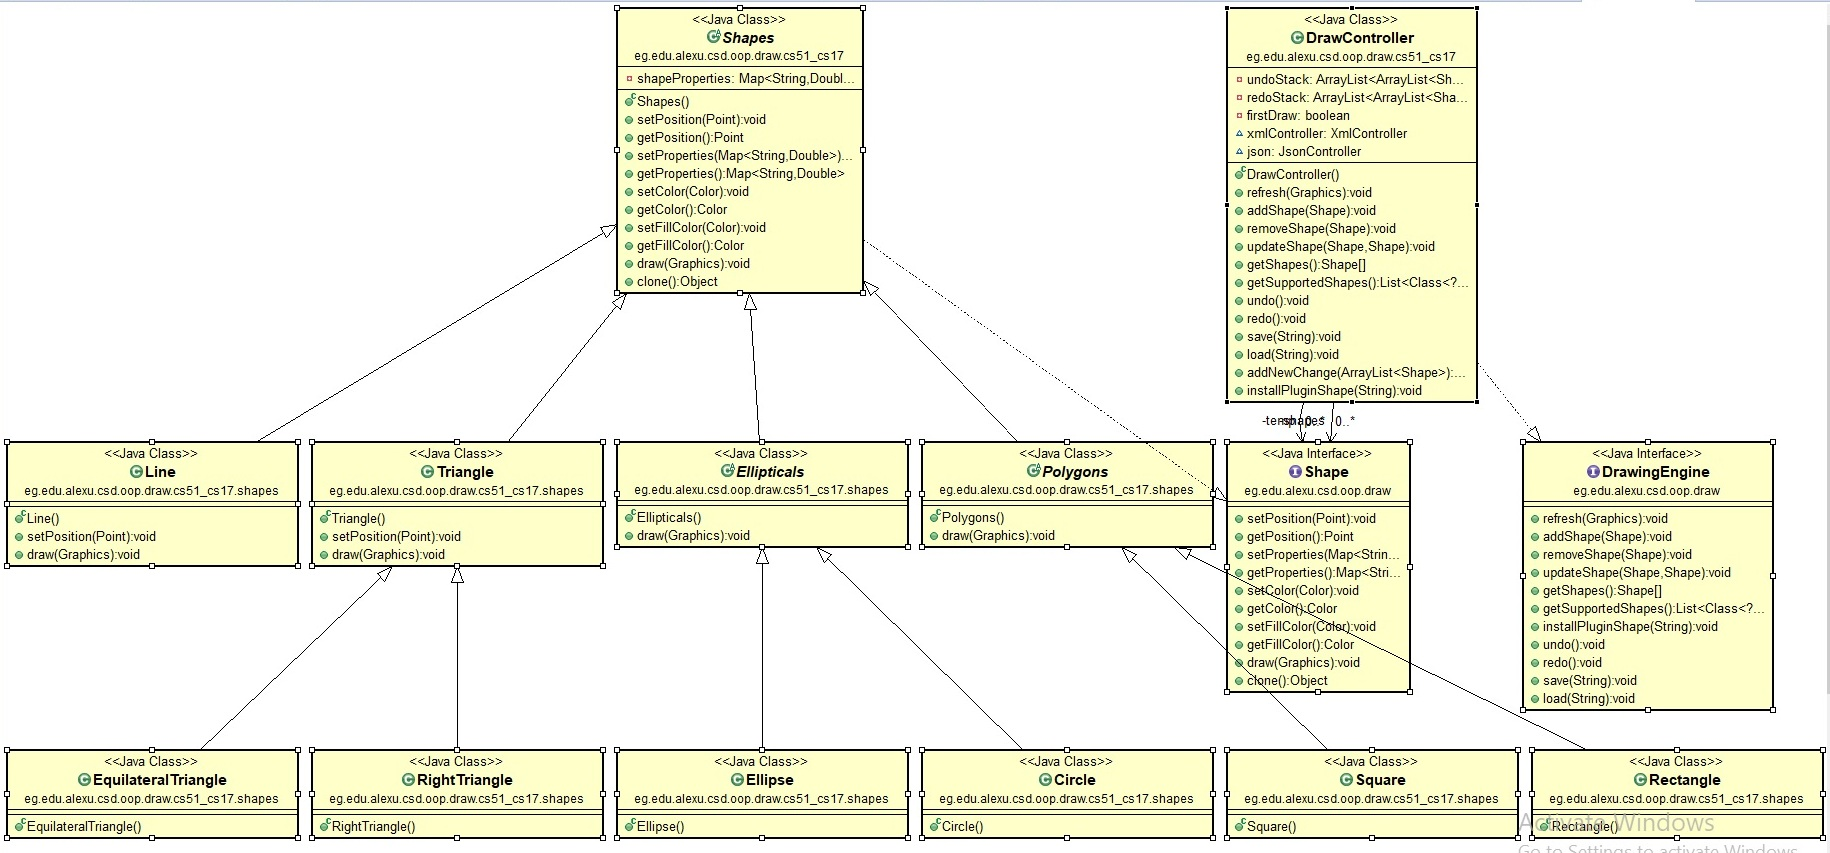 <<Java Class>>
Shapes
eg.edu.alexu.csd.oop.draw.cs51_cs17
shapeProperties: Map<String,Doubl...
Shapes()
setPosition(Point):void
getPosition():Point
setProperties(Map<String,Double>)...
getProperties():Map<String,Double>
setColor(Color):void
getColor():Color
setFillColor(Color):void
getFillColor():Color
draw(Graphics):void
clone():Object
<<Java Class>>
DrawController
eg.edu.alexu.csd.oop.draw.cs51_cs17
undoStack: ArrayList<ArrayList<Sh...
redoStack: ArrayList<ArrayList<Sha...
firstDraw: boolean
xmlController: XmlController
json: JsonController
DrawController()
refresh(Graphics):void
addShape(Shape):void
removeShape(Shape):void
updateShape(Shape,Shape):void
getShapes():Shape[]
getSupportedShapes():List<Class<?...
undo():void
redo():void
save(String):void
load(String):void
addNewChange(ArrayList<Shape>):...
installPluginShape(String):void
0..*
<<Java Class>>
Line
eg.edu.alexu.csd.oop.draw.cs51_cs17.shapes
Line()
setPosition(Point):void
draw(Graphics):void
<<Java Class>>
Triangle
eg.edu.alexu.csd.oop.draw.cs51_cs17.shapes
Triangle()
setPosition(Point):void
draw(Graphics):void
<<Java Class>>
Ellipticals
eg.edu.alexu.csd.oop.draw.cs51_cs17.shapes
Ellipticals()
draw(Graphics):void
<<Java Class>>
Polygons
eg.edu.alexu.csd.oop.draw.cs51_cs17.shapes
Polygons()
draw(Graphics):void
<<Java Interface>>
Shape
eg.edu.alexu.csd.oop.draw
setPosition(Point):void
getPosition():Point
setProperties(Map<Strin...
getProperties():Map<Stri...
setColor(Color):void
getColor():Color
setFillColor(Color):void
getFillColor():Color
draw(Graphics):void
clone():Object
<<Java Interface>>
DrawingEngine
eg.edu.alexu.csd.oop.draw
refresh(Graphics):void
addShape(Shape):void
removeShape(Shape):void
updateShape(Shape,Shape):void
getShapes():Shape[]
getSupportedShapes():List<Class<?...
installPluginShape(String):void
undo():void
redo():void
save(String):void
load(String):void
<<Java Class>>
EquilateralTriangle
eg.edu.alexu.csd.oop.draw.cs51_cs17.shapes
EquilateralTriangle()
<<Java Class>>
RightTriangle
eg.edu.alexu.csd.oop.draw.cs51_cs17.shapes
RightTriangle()
<<Java Class>>
Ellipse
eg.edu.alexu.csd.oop.draw.cs51_cs17.shapes
Ellipse()
<<Java Class>>
Circle
eg.edu.alexu.csd.oop.draw.cs51_cs17.shapes
Circle()
<<Java Class>>
Square
eg.edu.alexu.csd.oop.draw.cs51_cs17.shapes
Square()
<<Java Class>>
Rectangle
eg.edu.alexu.csd.oop.draw.cs51_cs17.shapes
Rectangle()
Activate Windows
Go to Settings to activate Windows.